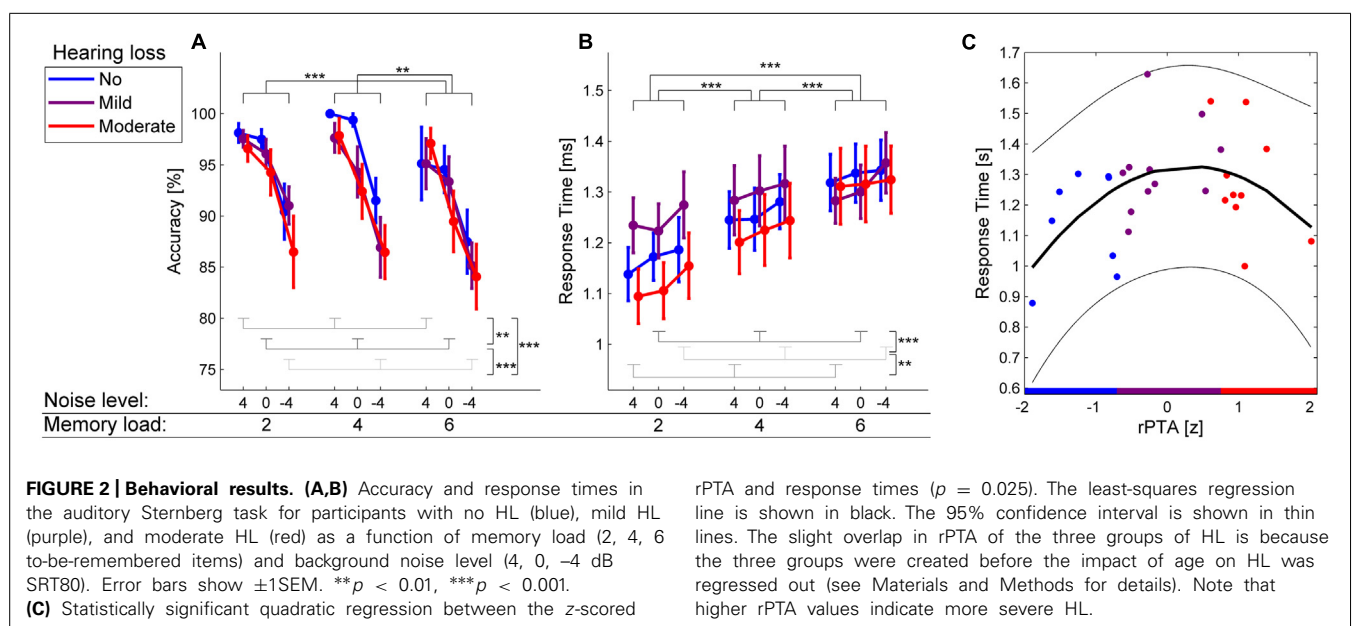 Hearing loss
No
Mild
Moderate
A
***
**
Accuracy [%]
100
95
90
85
80
75
**
***
***
B
***
***
***
Response Time [ms]
1.5
1.4
1.3
1.2
1.1
1
***
**
C
Response Time [s]
1.7
1.6
1.5
1.4
1.3
1.2
1.1
1
0.9
0.8
0.7
0.6
-2
-1
0
1
2
rPTA [z]
Noise level: 4 0 -4 4 0 -4 4 0 -4 4 0 -4 4 0 -4 4 0 -4
Memory load: 2 4 6 2 4 6
FIGURE 2 | Behavioral results. (A,B) Accuracy and response times in
the auditory Sternberg task for participants with no HL (blue), mild HL
(purple), and moderate HL (red) as a function of memory load (2, 4, 6
to-be-remembered items) and background noise level (4, 0, –4 dB
SRT80). Error bars show ±1SEM. **p < 0.01, ***p < 0.001.
(C) Statistically significant quadratic regression between the z-scored
rPTA and response times (p = 0.025). The least-squares regression
line is shown in black. The 95% confidence interval is shown in thin
lines. The slight overlap in rPTA of the three groups of HL is because
the three groups were created before the impact of age on HL was
regressed out (see Materials and Methods for details). Note that
higher rPTA values indicate more severe HL.